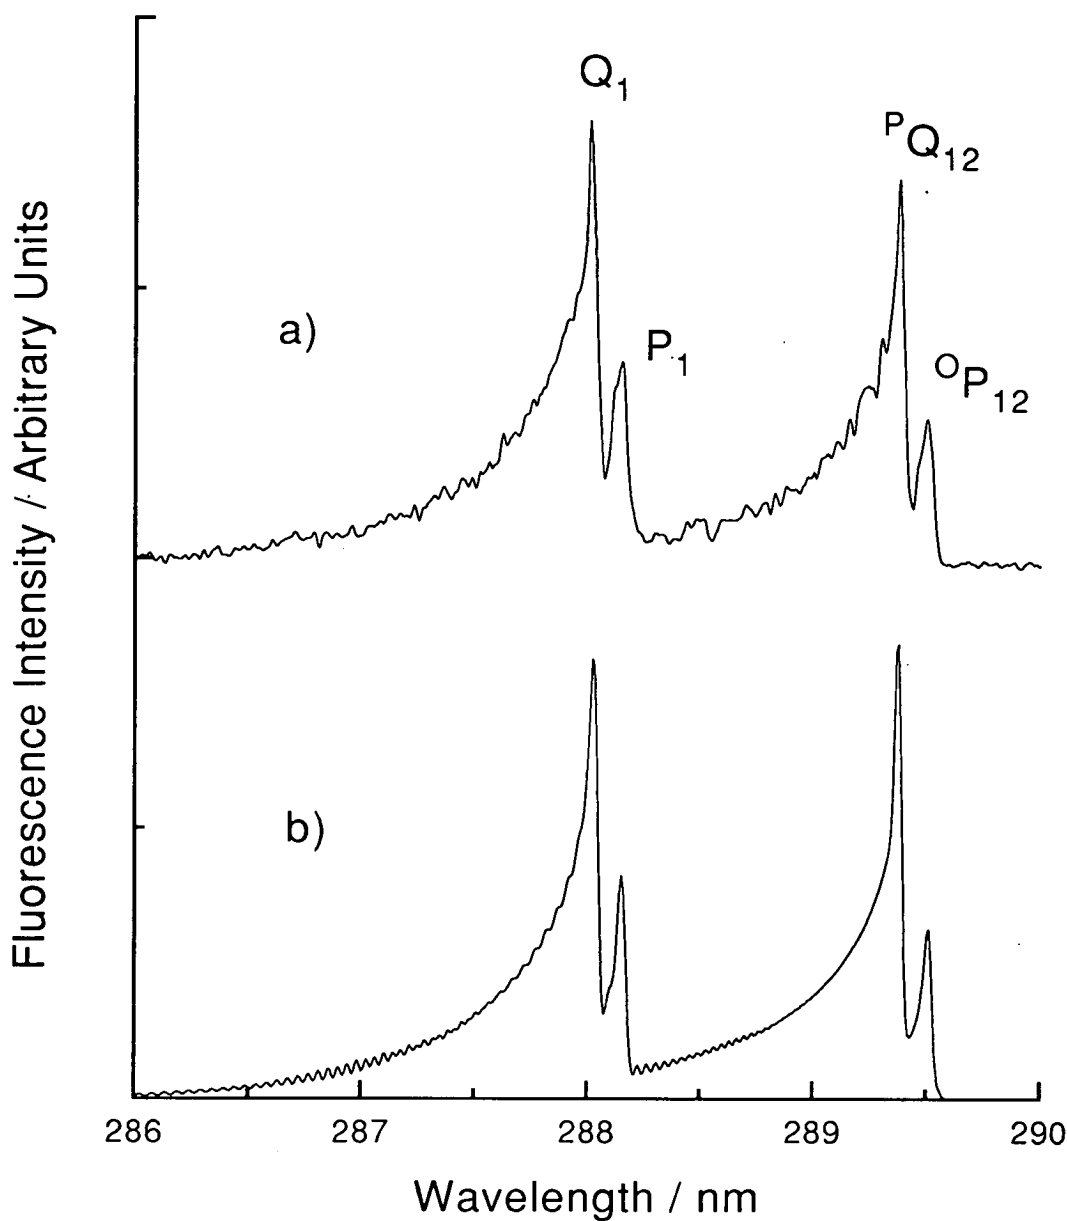 Q₁
ᴾQ₁₂
a)
P₁
ᴼP₁₂
b)
Fluorescence Intensity / Arbitrary Units
286 287 288 289 290
Wavelength / nm